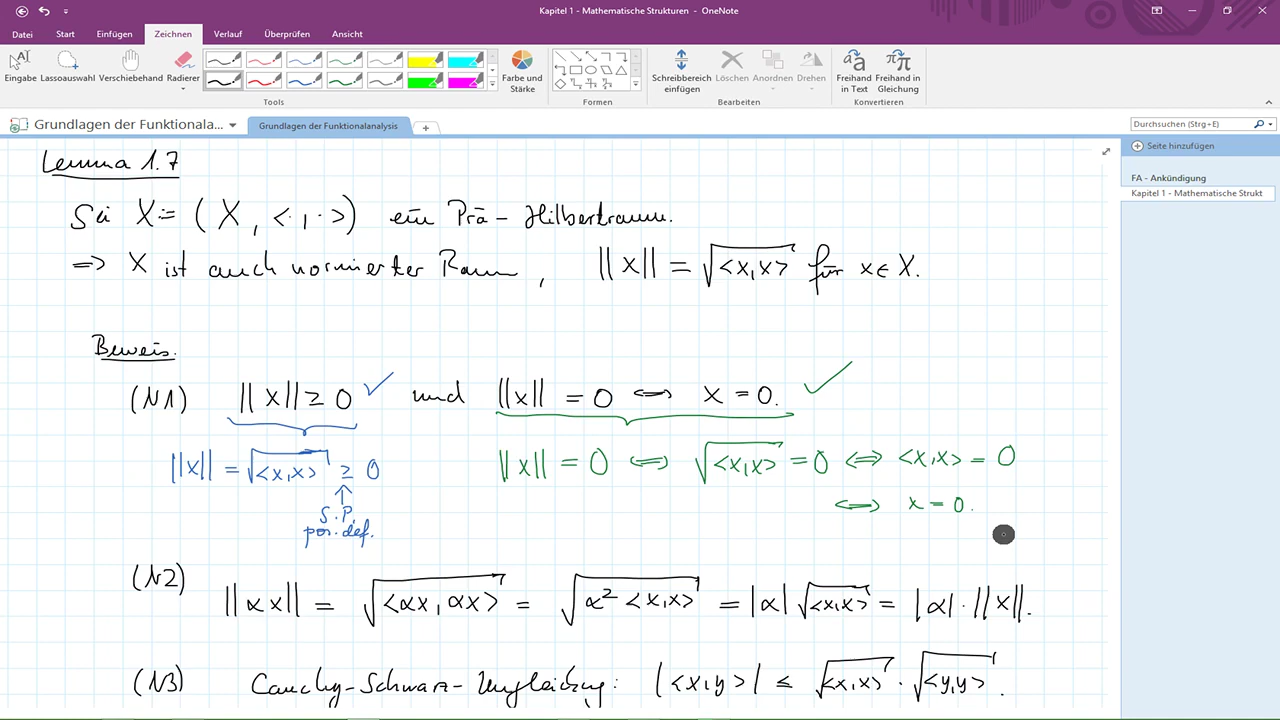 Kapitel 1 - Mathematische Strukturen - OneNote
Datei Start Einfügen Zeichnen Verlauf Überprüfen Ansicht
Eingabe Lassoauswahl Verschiebehand Radierer Farbe und Stärke Schreibbereich einfügen Löschen Anordnen Drehen Freihand in Text Freihand in Gleichung
Tools Formen Bearbeiten Konvertieren
Grundlagen der Funktionala... Grundlagen der Funktionalanalysis Durchsuchen (Strg+E)
Seite hinzufügen
FA - Ankündigung
Kapitel 1 - Mathematische Strukt
Lemma 1.7
Sei X = (X, <·,·>) ein Prä-Hilbertraum.
=> X ist auch normierter Raum, ||x|| = √<x,x> für x ∈ X.
Beweis.
(N1) ||x|| ≥ 0 ✓ und ||x|| = 0 <=> x = 0. ✓
||x|| = √<x,x> ≥ 0 ||x|| = 0 <=> √<x,x> = 0 <=> <x,x> = 0
↑ <=> x = 0.
S.P.
pos. def.
(N2) ||αx|| = √<αx, αx> = √α² <x,x> = |α| √<x,x> = |α| · ||x||.
(N3) Cauchy-Schwarz-Ungleichung: |<x,y>| ≤ √<x,x> · √<y,y>.